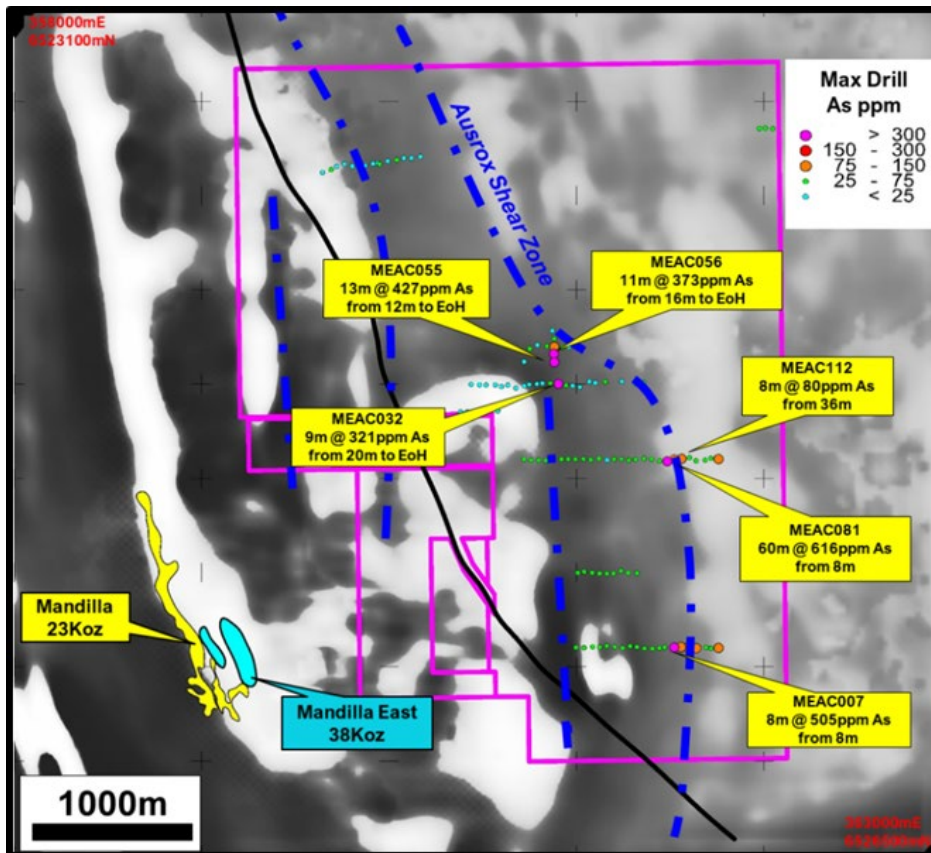 558000mE
6523100mN
Max Drill
As ppm
> 300
150 - 300
75 - 150
25 - 75
< 25
Ausrox Shear Zone
MEAC055
13m @ 427ppm As
from 12m to EoH
MEAC056
11m @ 373ppm As
from 16m to EoH
MEAC112
8m @ 80ppm As
from 36m
MEAC032
9m @ 321ppm As
from 20m to EoH
MEAC081
60m @ 616ppm As
from 8m
Mandilla
23Koz
Mandilla East
38Koz
MEAC007
8m @ 505ppm As
from 8m
1000m